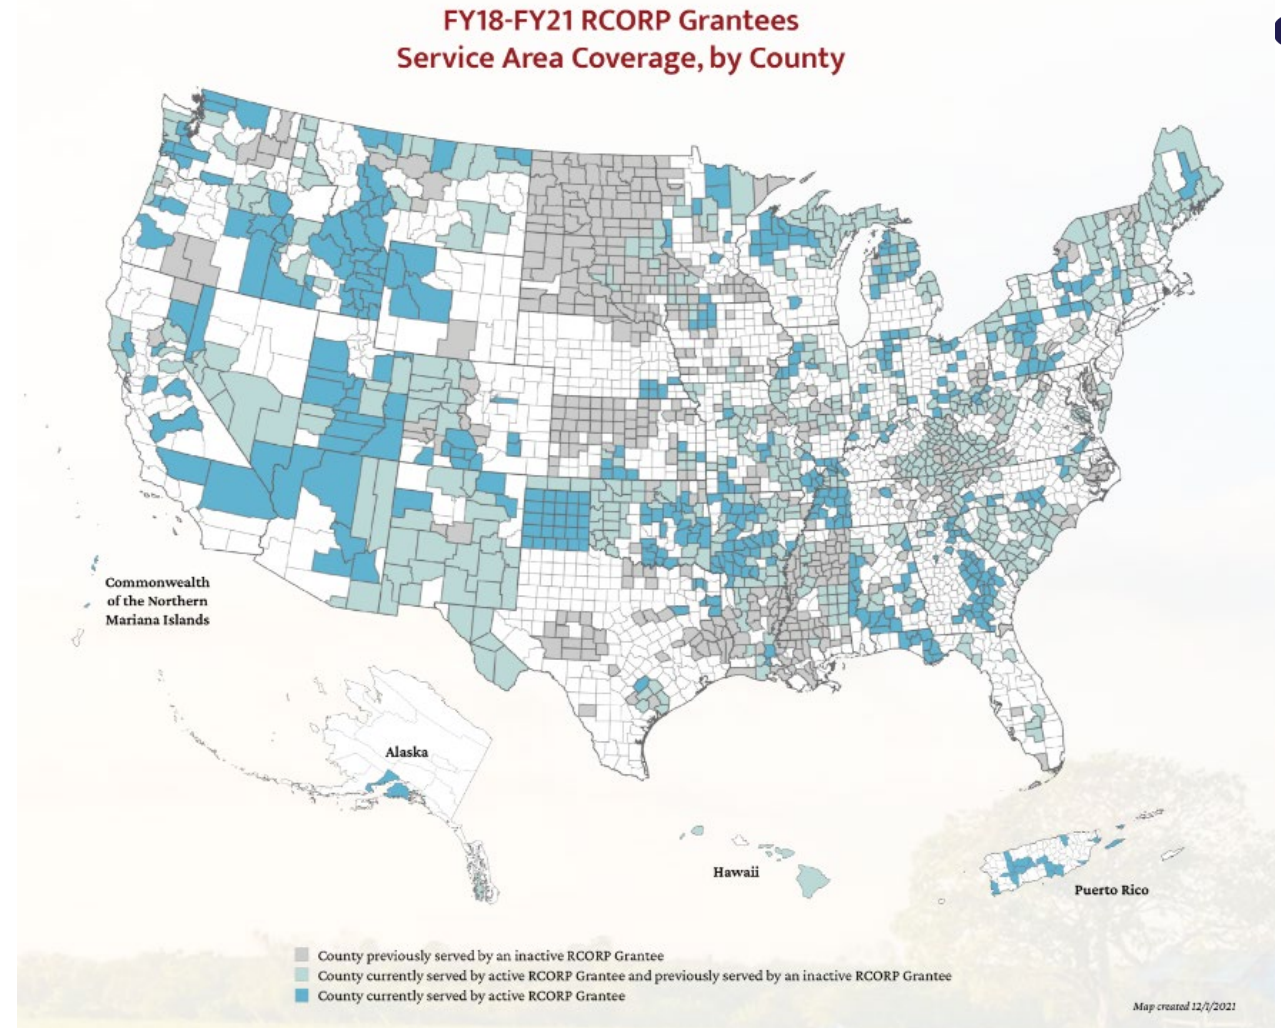 FY18-FY21 RCORP Grantees
Service Area Coverage, by County
Commonwealth
of the Northern
Mariana Islands
Alaska
Hawaii
Puerto Rico
County previously served by an inactive RCORP Grantee
County currently served by active RCORP Grantee and previously served by an inactive RCORP Grantee
County currently served by active RCORP Grantee
Map created 12/1/2021